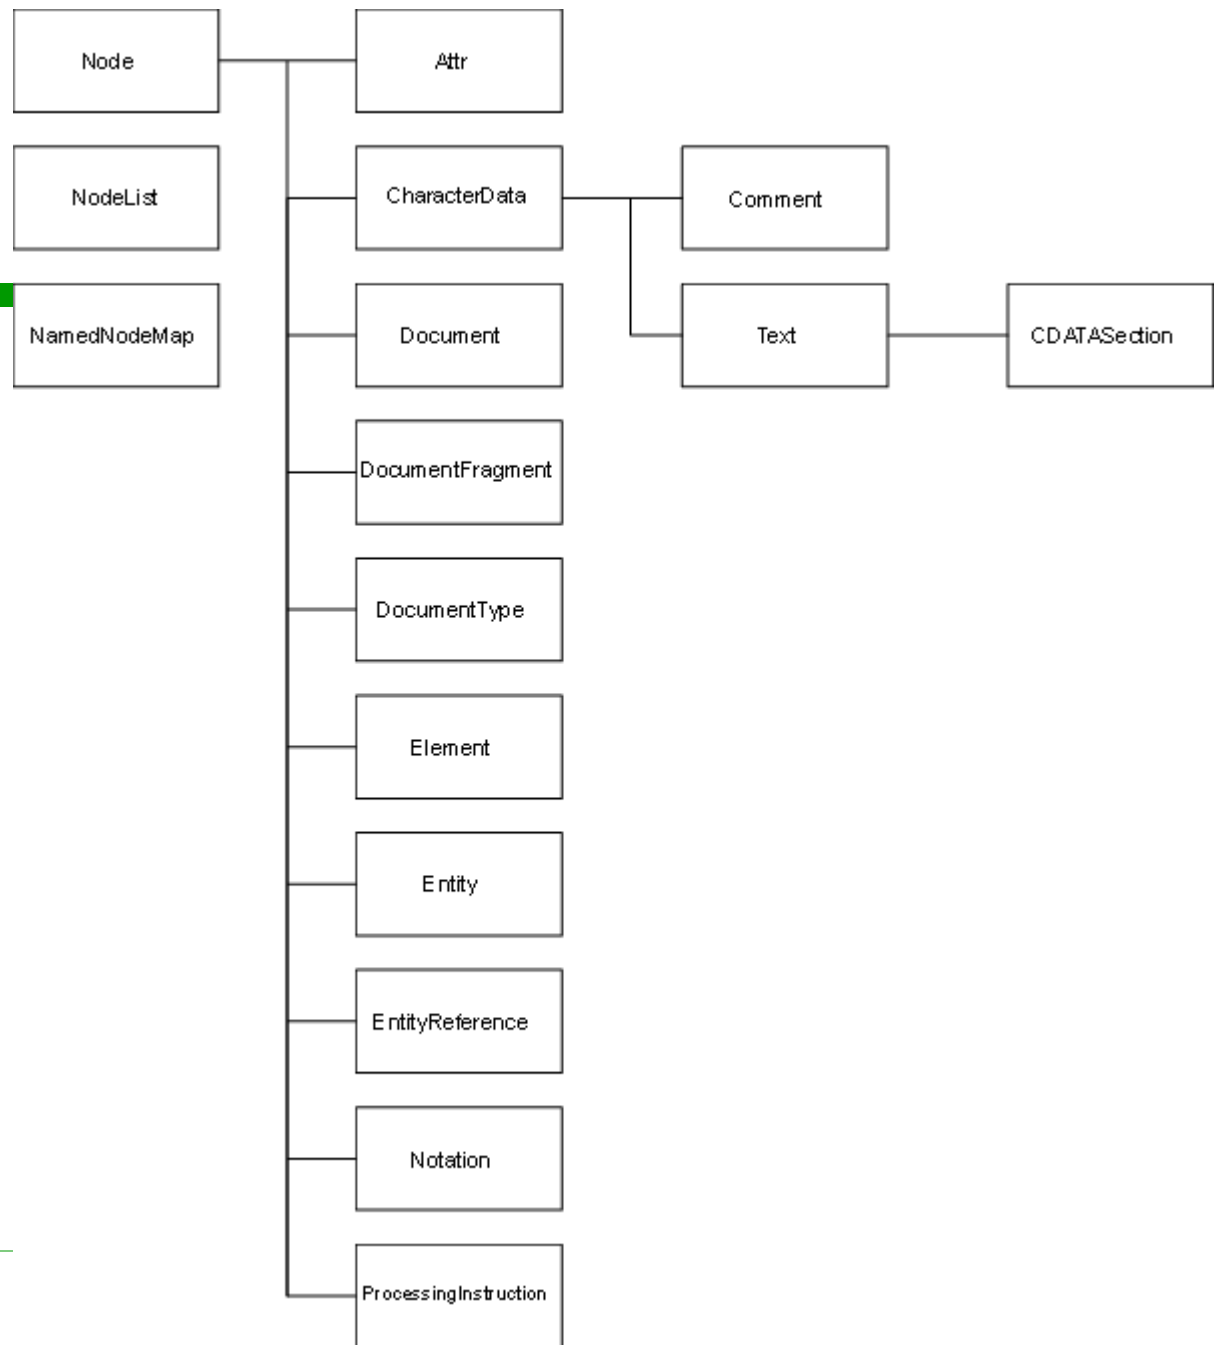 Node
Attr
NodeList
CharacterData
Comment
NamedNodeMap
Document
Text
CDATASection
DocumentFragment
DocumentType
Element
Entity
EntityReference
Notation
ProcessingInstruction